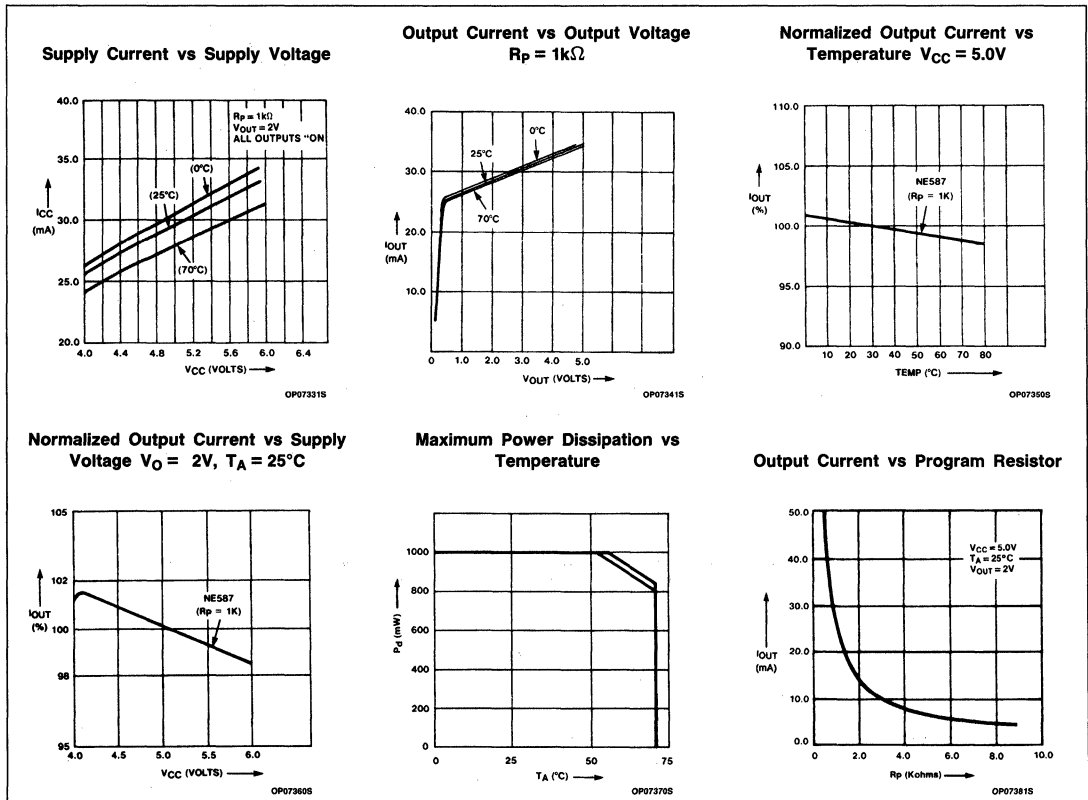 Supply Current vs Supply Voltage
40.0
35.0
30.0
25.0
20.0
ICC
(mA)
RP = 1kΩ
VOUT = 2V
ALL OUTPUTS "ON
(0°C)
(25°C)
(70°C)
4.0 4.4 4.8 5.2 5.6 6.0 6.4
VCC (VOLTS)
OP07331S
Output Current vs Output Voltage
RP = 1kΩ
40.0
30.0
20.0
10.0
IOUT
(mA)
0°C
25°C
70°C
0 1.0 2.0 3.0 4.0 5.0
VOUT (VOLTS)
OP07341S
Normalized Output Current vs
Temperature VCC = 5.0V
110.0
105.0
100.0
95.0
90.0
IOUT
(%)
NE587
(Rp = 1K)
10 20 30 40 50 60 70 80
TEMP (°C)
OP07350S
Normalized Output Current vs Supply
Voltage VO = 2V, TA = 25°C
105
102
100
98
95
IOUT
(%)
NE587
(Rp = 1K)
4.0 4.5 5.0 5.5 6.0
VCC (VOLTS)
OP07360S
Maximum Power Dissipation vs
Temperature
1000
800
600
400
200
0
Pd (mW)
0 25 50 75
TA (°C)
OP07370S
Output Current vs Program Resistor
50.0
40.0
30.0
20.0
10.0
0.0
IOUT
(mA)
VCC = 5.0V
TA = 25°C
VOUT = 2V
0 2.0 4.0 6.0 8.0 10.0
Rp (Kohms)
OP07381S